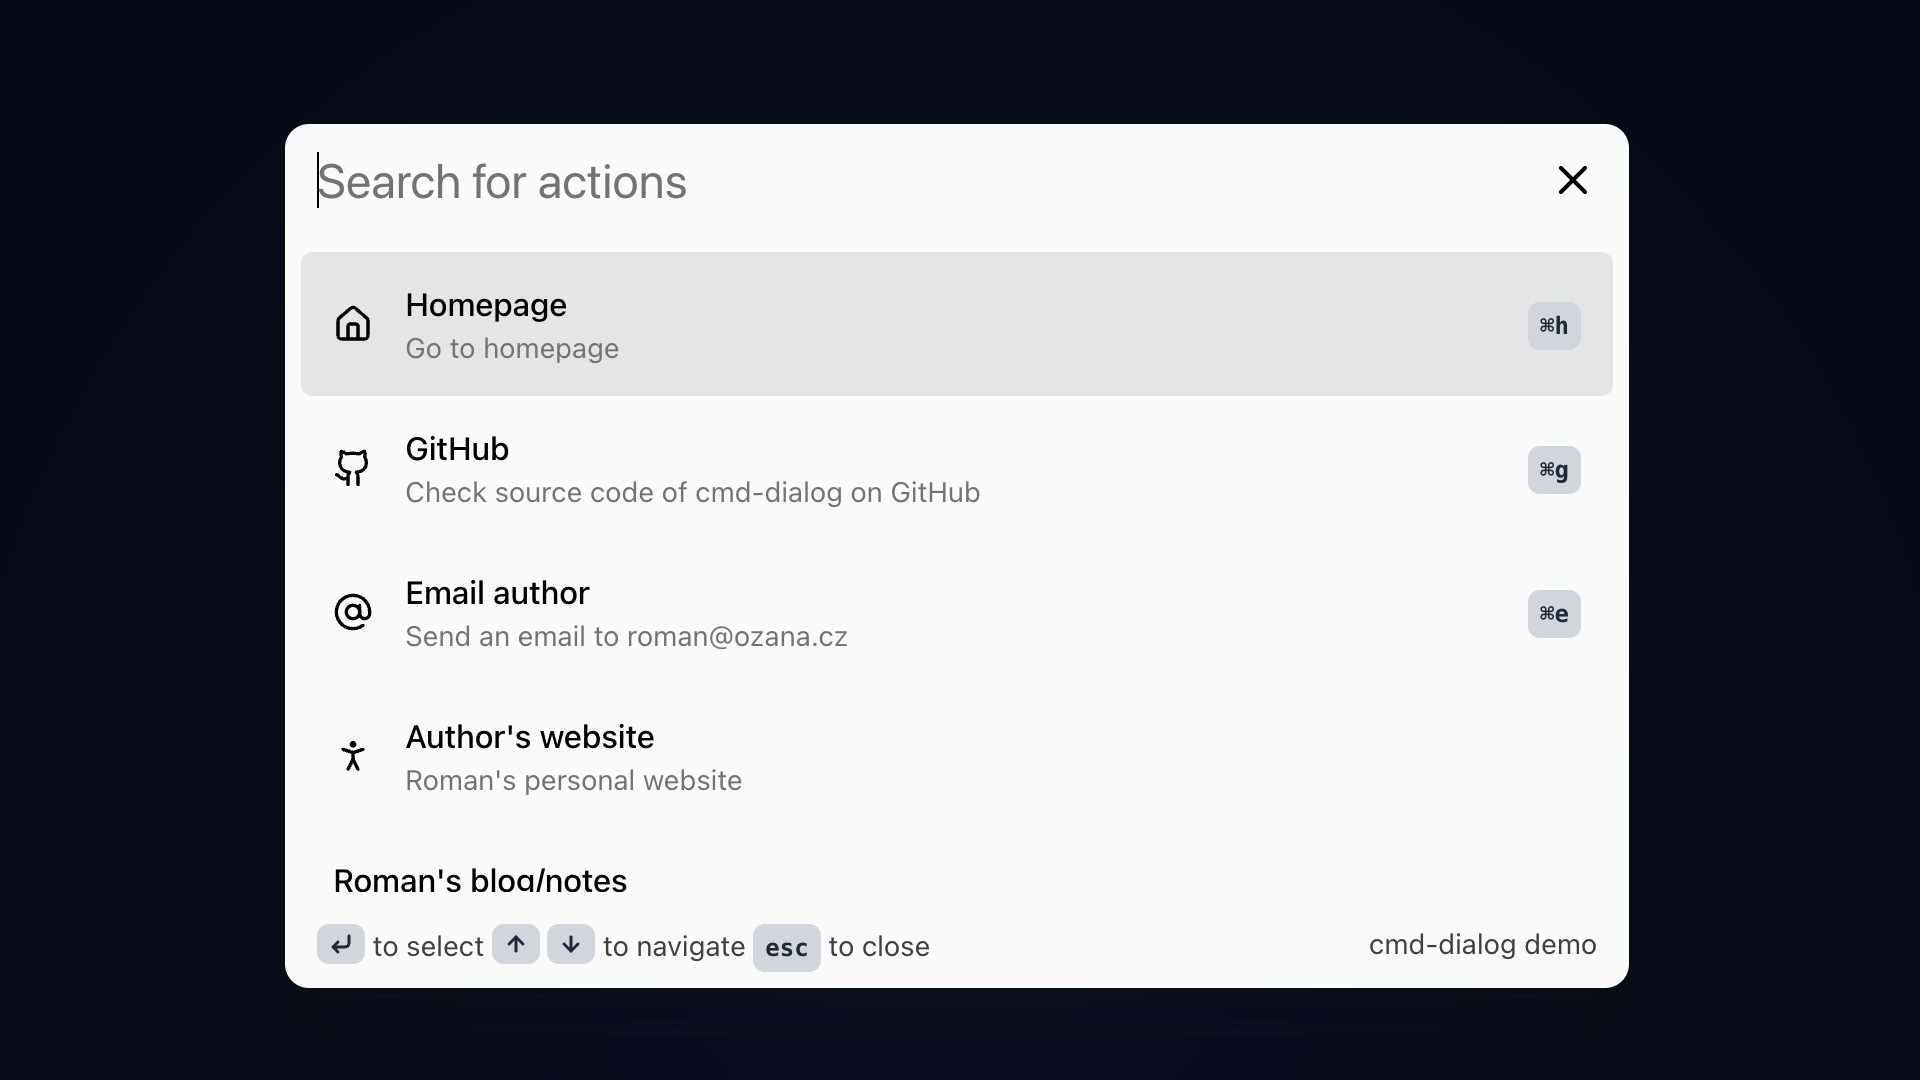 Search for actions
Homepage
Go to homepage
⌘h
GitHub
Check source code of cmd-dialog on GitHub
⌘g
Email author
Send an email to roman@ozana.cz
⌘e
Author's website
Roman's personal website
Roman's blog/notes
to select to navigate esc to close
cmd-dialog demo